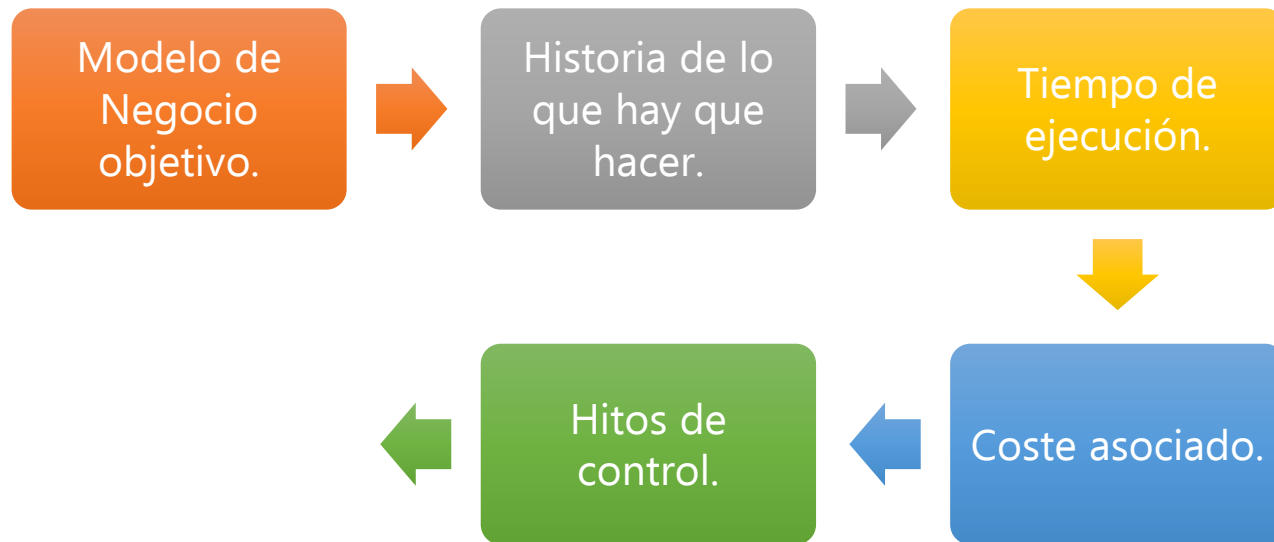 Modelo de
Negocio
objetivo.
Historia de lo
que hay que
hacer.
Tiempo de
ejecución.
Coste asociado.
Hitos de
control.